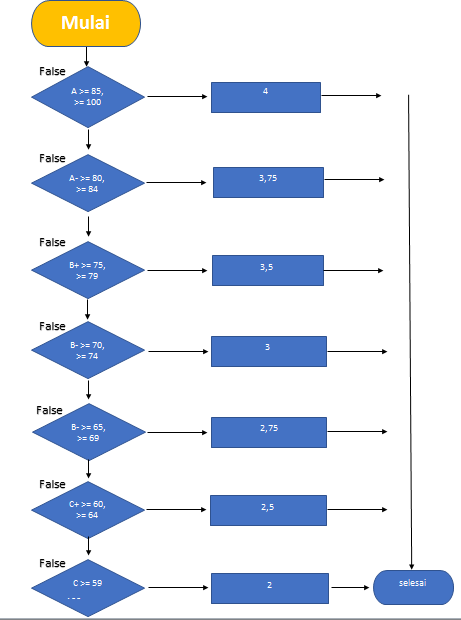 Mulai
False
A >= 85,
>= 100
4
False
A- >= 80,
>= 84
3,75
False
B+ >= 75,
>= 79
3,5
False
B- >= 70,
>= 74
3
False
B- >= 65,
>= 69
2,75
False
C+ >= 60,
>= 64
2,5
False
C >= 59
2
selesai